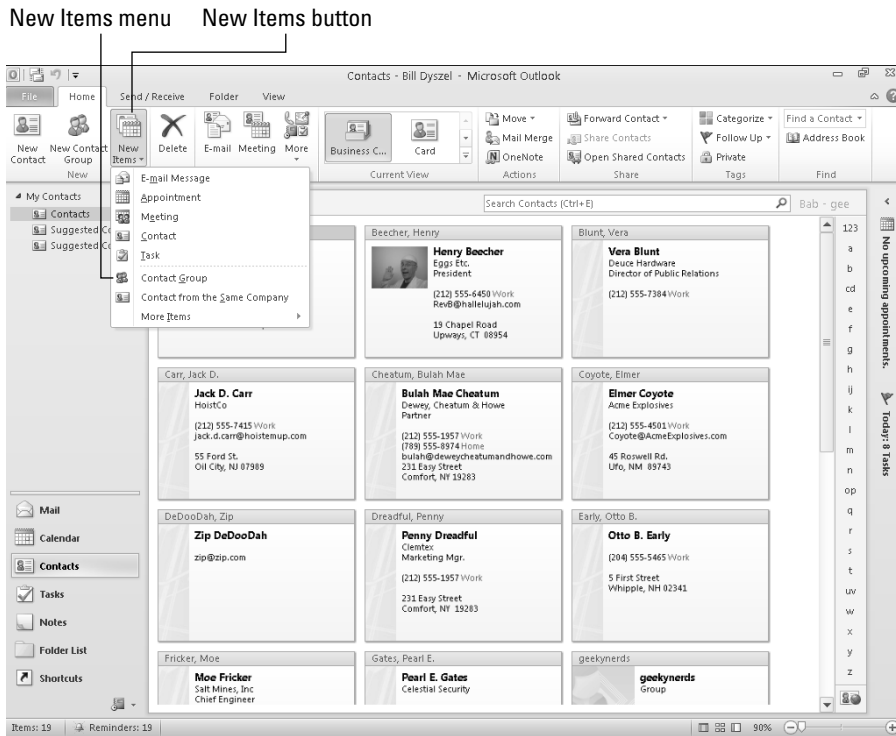 New Items menu New Items button
Contacts - Bill Dyszel - Microsoft Outlook
File Home Send / Receive Folder View
New Contact
New Contact Group
New Items
Delete
E-mail Meeting More
Business C... Card
Move
Mail Merge
OneNote
Forward Contact
Share Contacts
Open Shared Contacts
Categorize
Follow Up
Private
Find a Contact
Address Book
New Current View Actions Share Tags Find
E-mail Message
Appointment
Meeting
Contact
Task
Contact Group
Contact from the Same Company
More Items
My Contacts
Contacts
Suggested Co
Suggested Co
Search Contacts (Ctrl+E)
Bab - gee
Beecher, Henry
Henry Beecher
Eggs Etc.
President
(212) 555-6450 Work
RevB@hallelujah.com
19 Chapel Road
Upways, CT 08954
Blunt, Vera
Vera Blunt
Deuce Hardware
Director of Public Relations
(212) 555-7384 Work
Carr, Jack D.
Jack D. Carr
HoistCo
(212) 555-7415 Work
jack.d.carr@hoistemup.com
55 Ford St.
Oil City, NJ 07989
Cheatum, Bulah Mae
Bulah Mae Cheatum
Dewey, Cheatum & Howe
Partner
(212) 555-1957 Work
(789) 555-8974 Home
bulah@deweycheatumandhowe.com
231 Easy Street
Comfort, NY 19283
Coyote, Elmer
Elmer Coyote
Acme Explosives
(212) 555-4501 Work
Coyote@AcmeExplosives.com
45 Roswell Rd.
Ufo, NM 89743
DeDooDah, Zip
Zip DeDooDah
zip@zip.com
Dreadful, Penny
Penny Dreadful
Clemtex
Marketing Mgr.
(212) 555-1957 Work
231 Easy Street
Comfort, NY 19283
Early, Otto B.
Otto B. Early
(204) 555-5465 Work
5 First Street
Whipple, NH 02341
Fricker, Moe
Moe Fricker
Salt Mines, Inc
Chief Engineer
Gates, Pearl E.
Pearl E. Gates
Celestial Security
geekynerds
geekynerds
Group
123
a
b
cd
e
f
g
h
ij
k
l
m
n
op
q
r
s
t
uv
w
x
y
z
No upcoming appointments.
Today: 8 Tasks
Mail
Calendar
Contacts
Tasks
Notes
Folder List
Shortcuts
Items: 19 Reminders: 19 90%